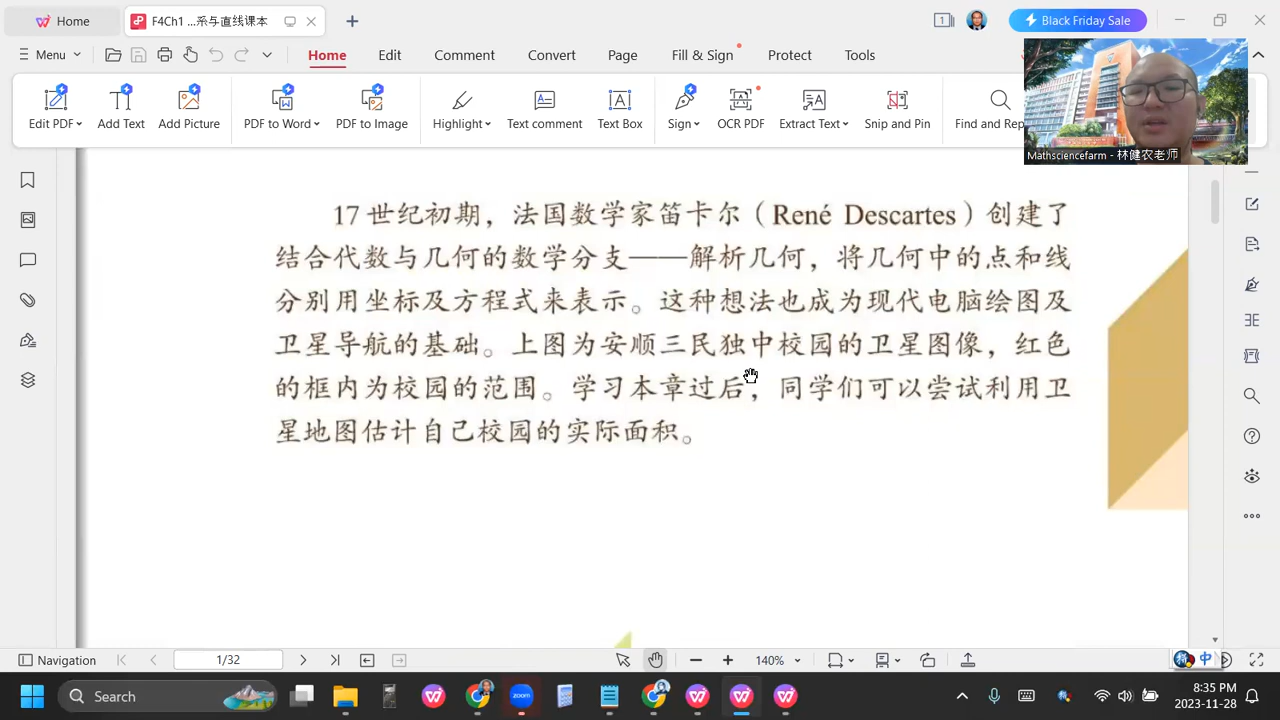 Home
F4Ch1 ...系与直线课本
Black Friday Sale
Menu
Home
Edit
Comment
Convert
Page
Fill & Sign
Protect
Tools
Edit PDF
Add Text
Add Picture
PDF to Word
Highlight
Text comment
Text Box
Sign
OCR PDF
Snip and Pin
Mathsciencefarm - 林健农老师
17世纪初期，法国数学家笛卡尔（René Descartes）创建了
结合代数与几何的数学分支——解析几何，将几何中的点和线
分别用坐标及方程式来表示。这种想法也成为现代电脑绘图及
卫星导航的基础。上图为安顺三民独中校园的卫星图像，红色
的框内为校园的范围。学习本章过后，同学们可以尝试利用卫
星地图估计自己校园的实际面积。
Navigation
1/32
140%
中
Search
zoom
8:35 PM
2023-11-28